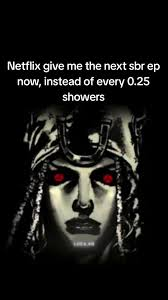 Netflix give me the next sbr ep
now, instead of every 0.25
showers